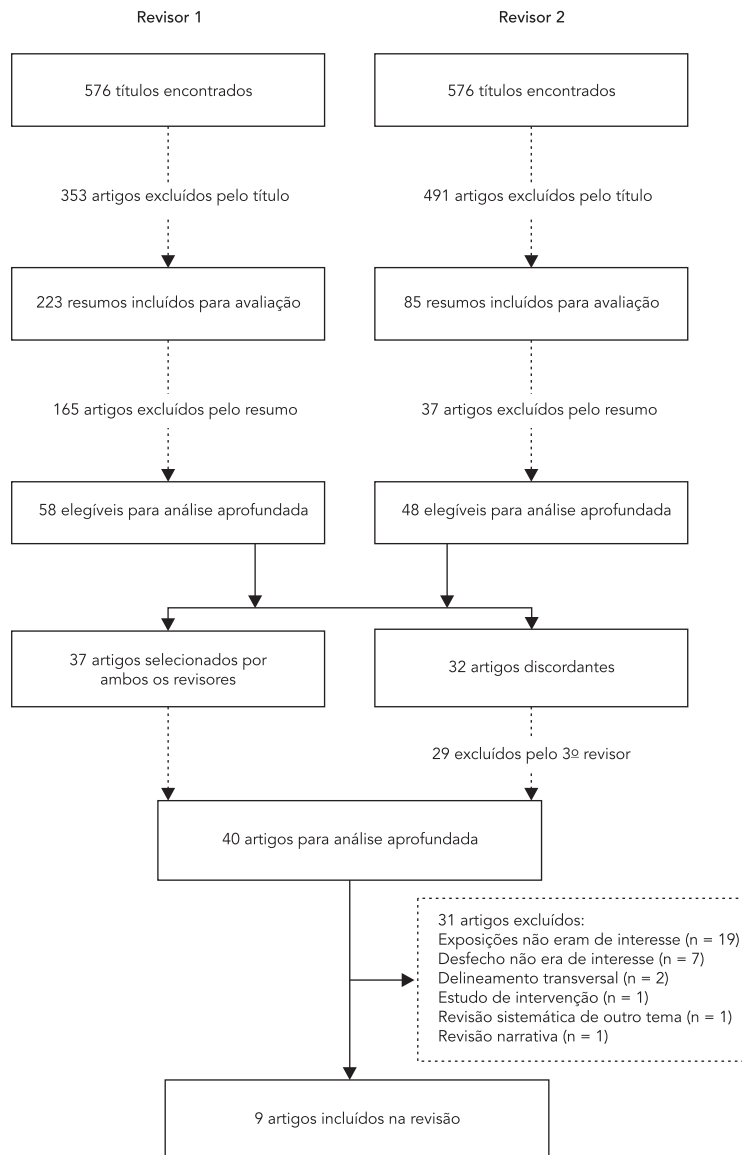 Revisor 1
Revisor 2
576 títulos encontrados
576 títulos encontrados
353 artigos excluídos pelo título
491 artigos excluídos pelo título
223 resumos incluídos para avaliação
85 resumos incluídos para avaliação
165 artigos excluídos pelo resumo
37 artigos excluídos pelo resumo
58 elegíveis para análise aprofundada
48 elegíveis para análise aprofundada
37 artigos selecionados por
ambos os revisores
32 artigos discordantes
29 excluídos pelo 3º revisor
40 artigos para análise aprofundada
31 artigos excluídos:
Exposições não eram de interesse (n = 19)
Desfecho não era de interesse (n = 7)
Delineamento transversal (n = 2)
Estudo de intervenção (n = 1)
Revisão sistemática de outro tema (n = 1)
Revisão narrativa (n = 1)
9 artigos incluídos na revisão